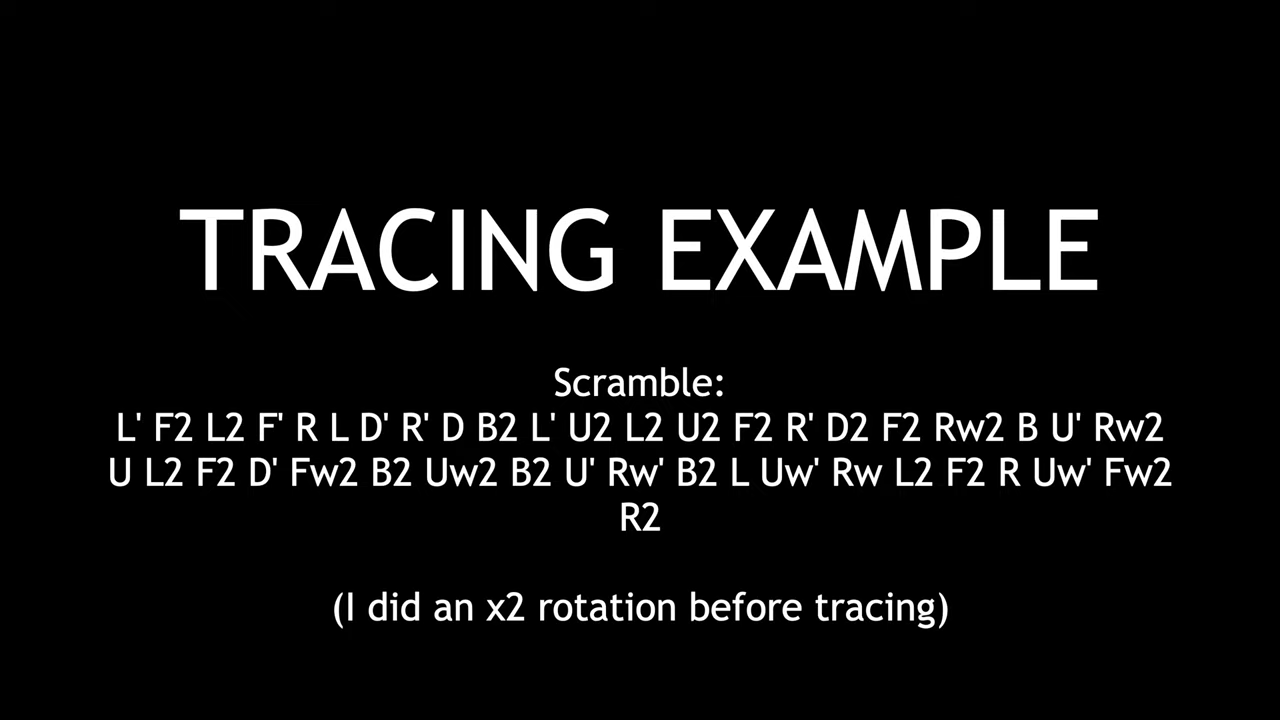 TRACING EXAMPLE
Scramble:
L' F2 L2 F' R L D' R' D B2 L' U2 L2 U2 F2 R' D2 F2 Rw2 B U' Rw2
U L2 F2 D' Fw2 B2 Uw2 B2 U' Rw' B2 L Uw' Rw L2 F2 R Uw' Fw2
R2
(I did an x2 rotation before tracing)